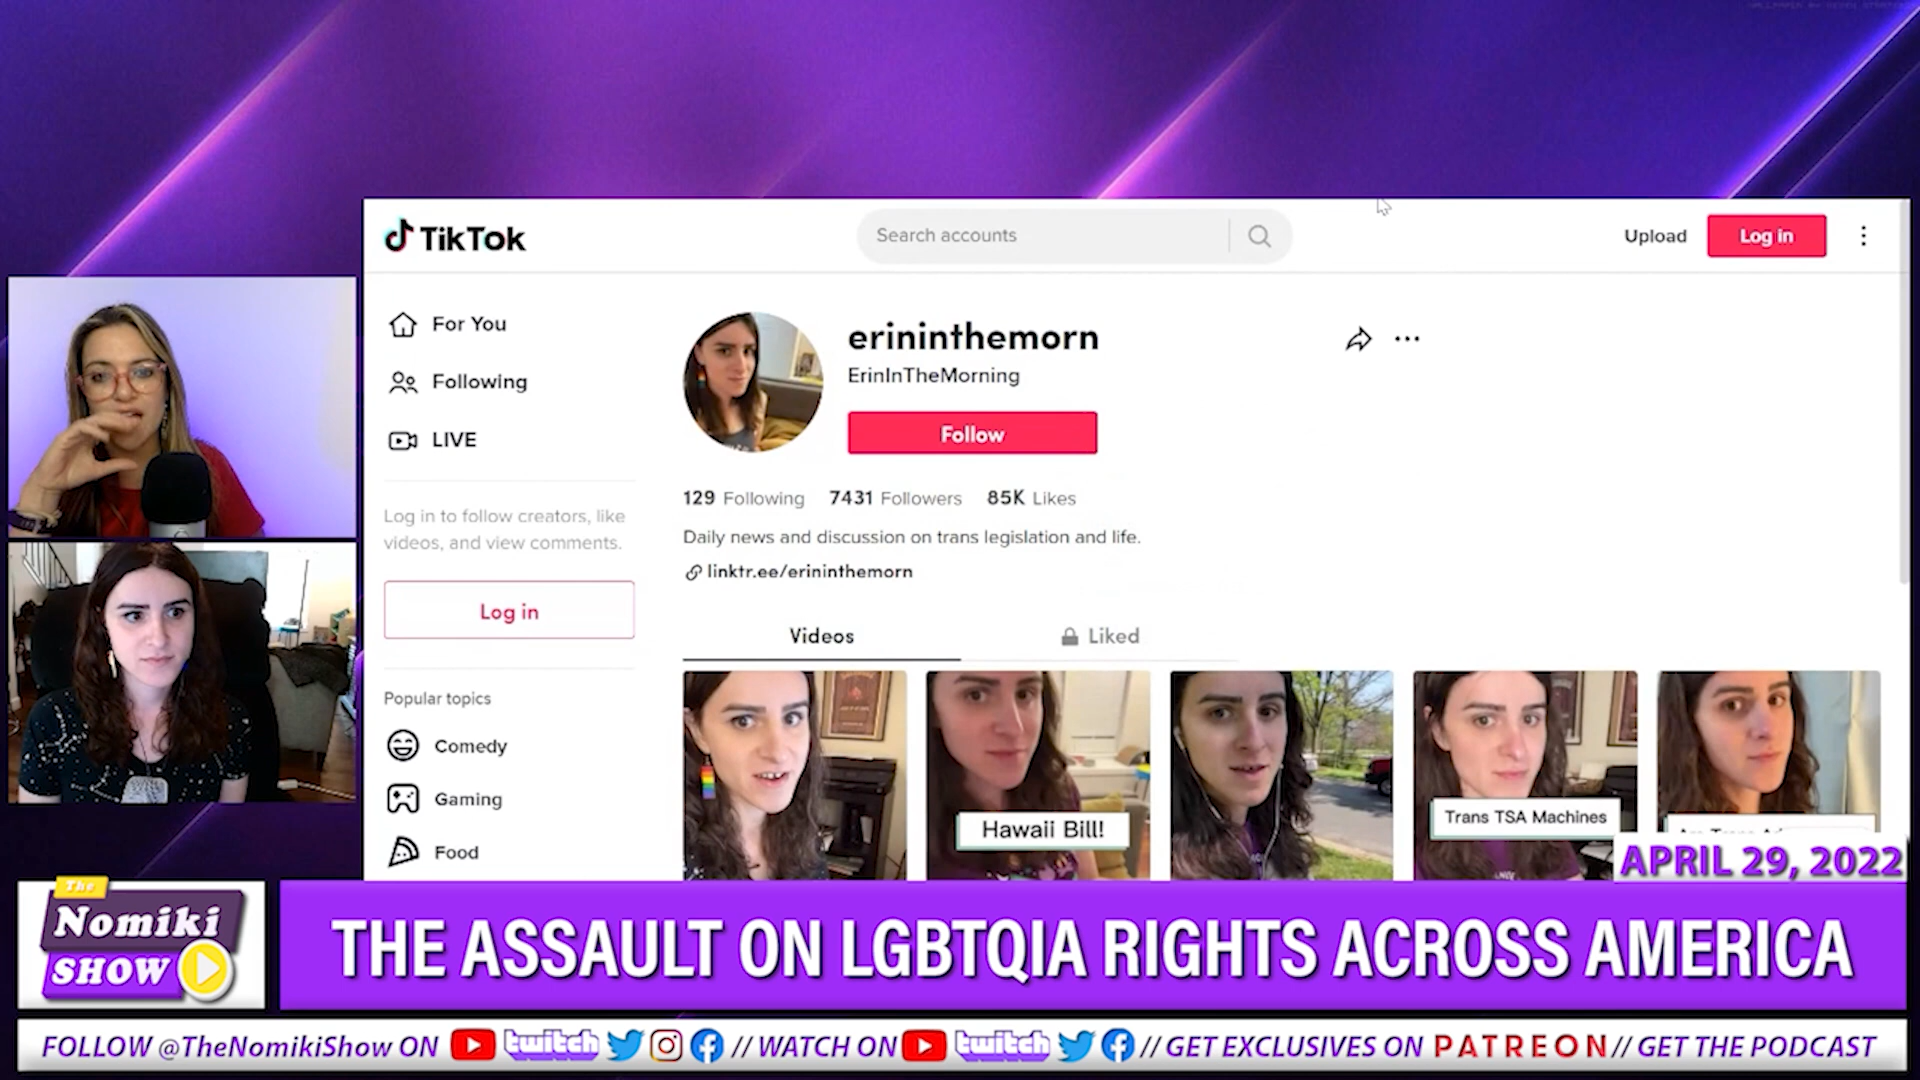 TikTok
Search accounts
Upload
Log in
For You
Following
LIVE
Log in to follow creators, like
videos, and view comments.
Log in
Popular topics
Comedy
Gaming
Food
erininthemorn
ErinInTheMorning
Follow
129 Following 7431 Followers 85K Likes
Daily news and discussion on trans legislation and life.
linktr.ee/erininthemorn
Videos
Liked
Hawaii Bill!
Trans TSA Machines
APRIL 29, 2022
The
Nomiki
SHOW
THE ASSAULT ON LGBTQIA RIGHTS ACROSS AMERICA
FOLLOW @TheNomikiShow ON twitch // WATCH ON twitch // GET EXCLUSIVES ON PATREON // GET THE PODCAST